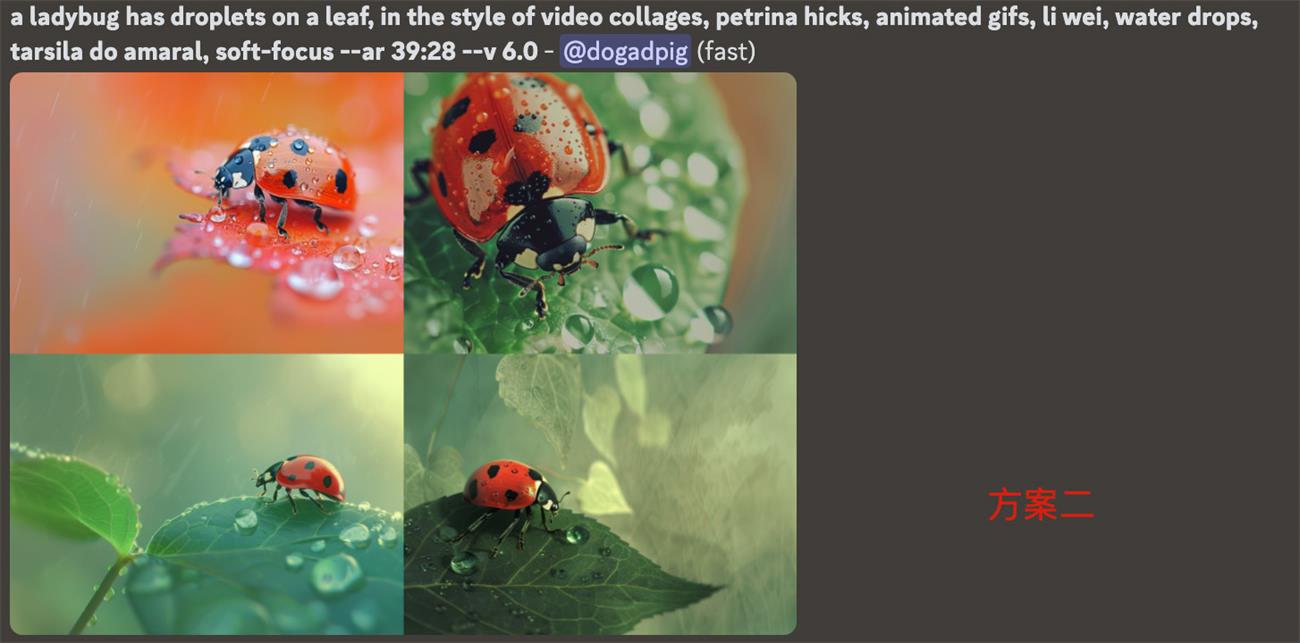 a ladybug has droplets on a leaf, in the style of video collages, petrina hicks, animated gifs, li wei, water drops,
tarsila do amaral, soft-focus --ar 39:28 --v 6.0 - @dogadpig (fast)
方案二